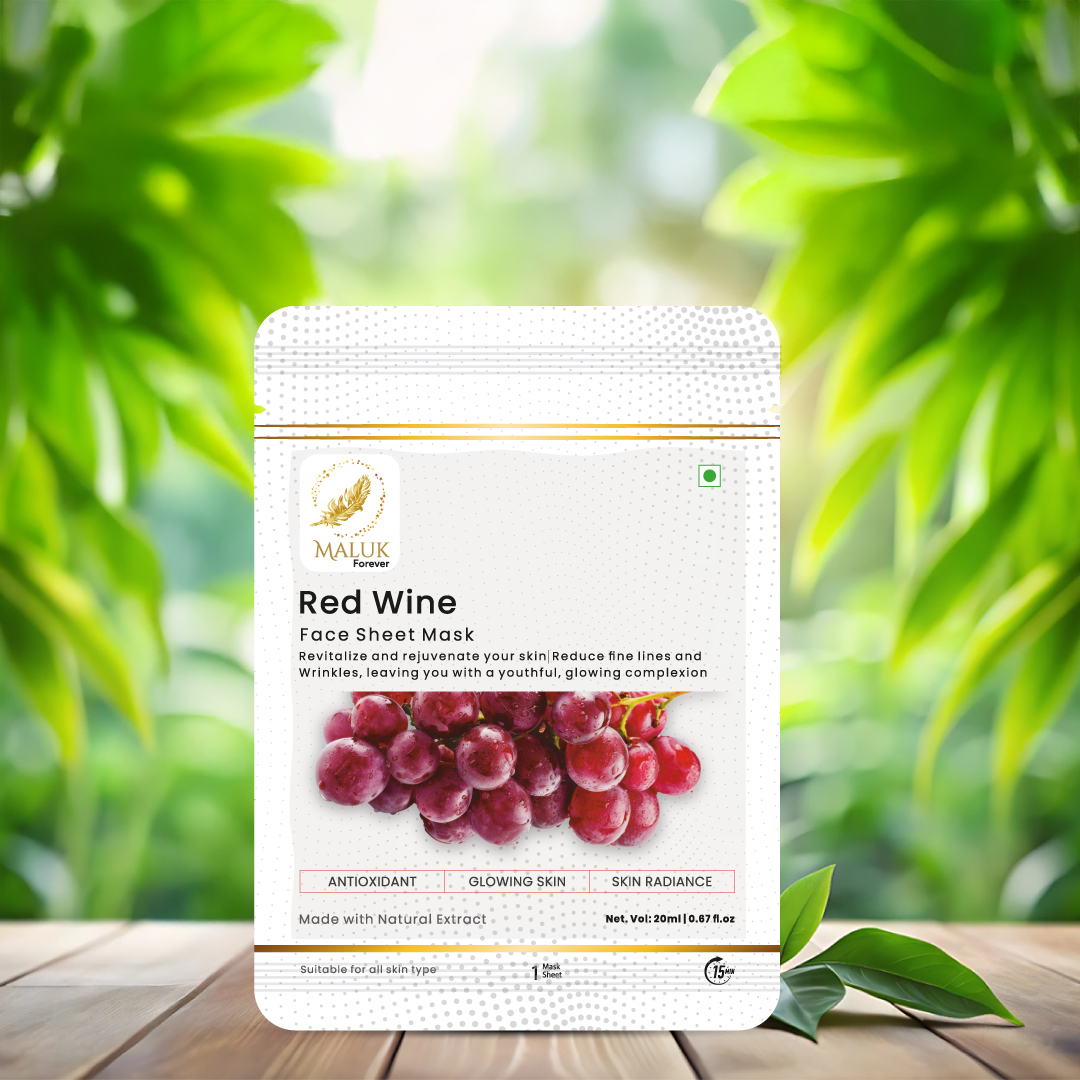 MALUK
Forever
Red Wine
Face Sheet Mask
Revitalize and rejuvenate your skin|Reduce fine lines and
Wrinkles, leaving you with a youthful, glowing complexion
ANTIOXIDANT GLOWING SKIN SKIN RADIANCE
Made with Natural Extract Net. Vol: 20ml | 0.67 fl.oz
Suitable for all skin type 1 Mask Sheet 15 MIN